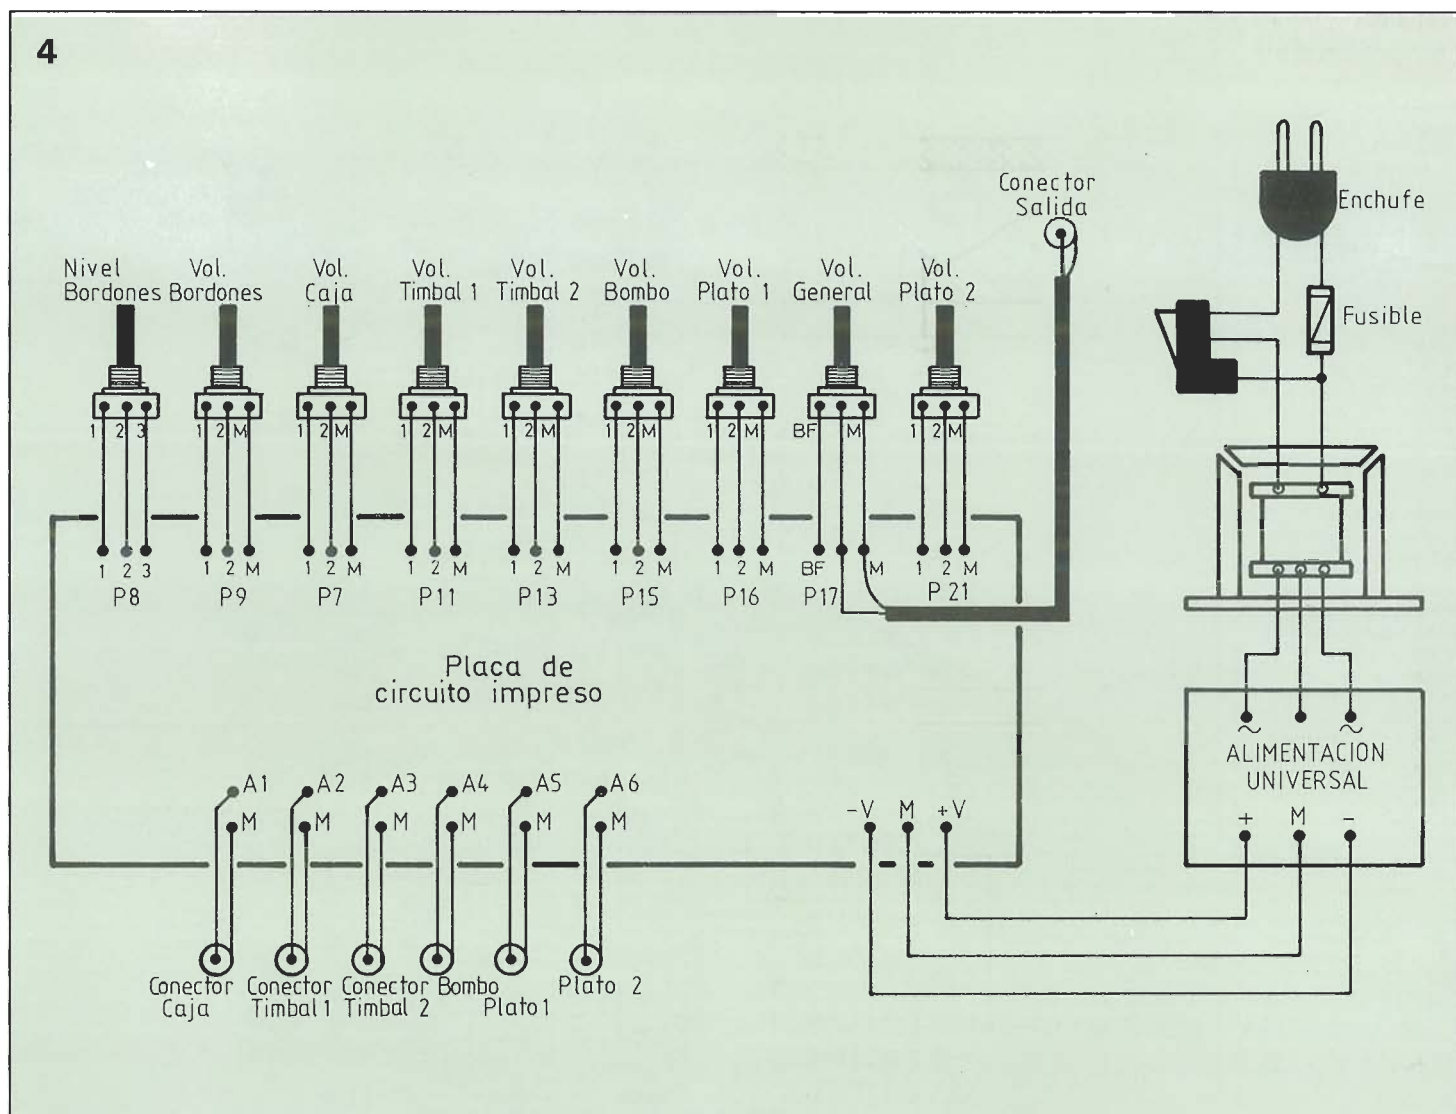 4
Conector
Salida
Enchufe
Fusible
Nivel
Bordones
Vol.
Bordones
Vol.
Caja
Vol.
Timbal 1
Vol.
Timbal 2
Vol.
Bombo
Vol.
Plato 1
Vol.
General
Vol.
Plato 2
1 2 3
1 2 M
1 2 M
1 2 M
1 2 M
1 2 M
1 2 M
BF M
1 2 M
1 2 3
1 2 M
1 2 M
1 2 M
1 2 M
1 2 M
1 2 M
BF M
1 2 M
P8
P9
P7
P11
P13
P15
P16
P17
P 21
Placa de
circuito impreso
A1
M
A2
M
A3
M
A4
M
A5
M
A6
M
-V M +V
~ ~
ALIMENTACION
UNIVERSAL
+ M -
Conector
Caja
Conector
Timbal 1
Conector
Timbal 2
Bombo
Plato 1
Plato 2